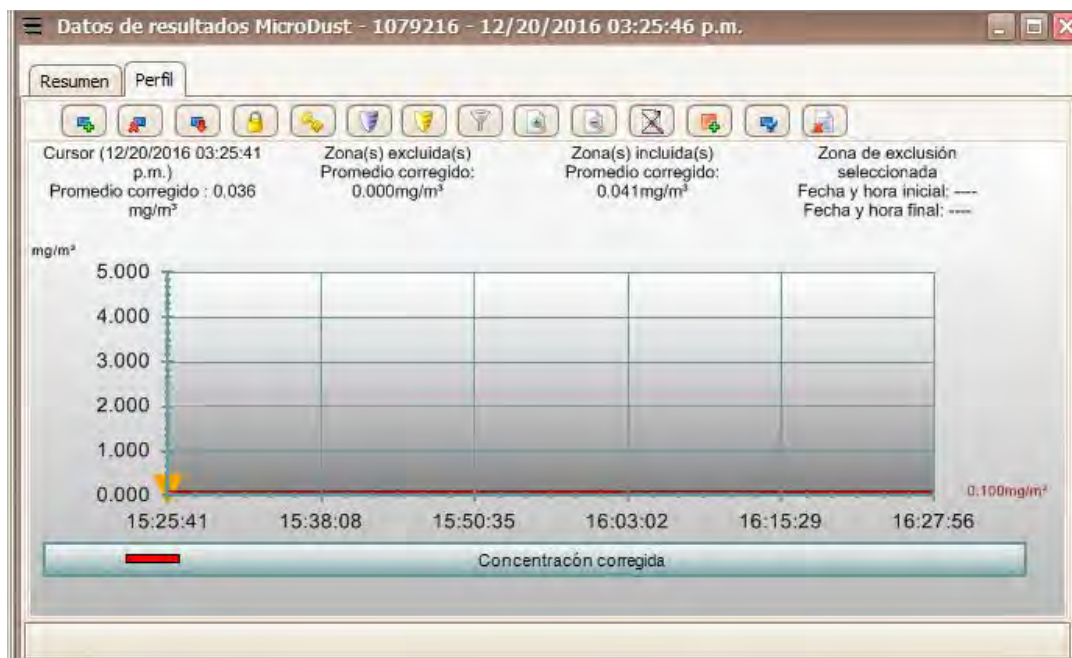 Datos de resultados MicroDust - 1079216 - 12/20/2016 03:25:46 p.m.
Resumen
Perfil
Cursor (12/20/2016 03:25:41
p.m.)
Promedio corregido : 0.036
mg/m³
Zona(s) excluida(s)
Promedio corregido:
0.000mg/m³
Zona(s) incluida(s)
Promedio corregido:
0.041mg/m³
Zona de exclusión
seleccionada
Fecha y hora inicial: ----
Fecha y hora final: ----
mg/m³
5.000
4.000
3.000
2.000
1.000
0.000
0.100mg/m³
15:25:41
15:38:08
15:50:35
16:03:02
16:15:29
16:27:56
Concentracón corregida